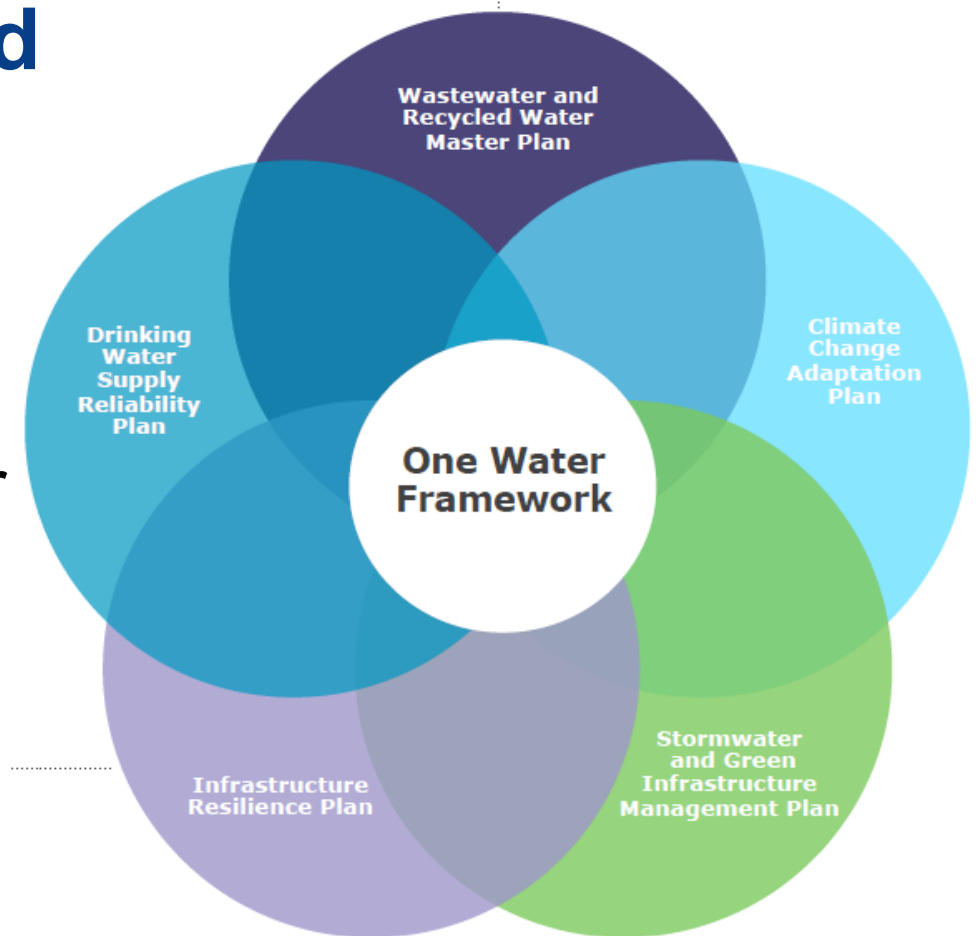 d
Wastewater and
Recycled Water
Master Plan
Climate
Change
Adaptation
Plan
Drinking
Water
Supply
Reliability
Plan
One Water
Framework
Stormwater
and Green
Infrastructure
Management Plan
Infrastructure
Resilience Plan